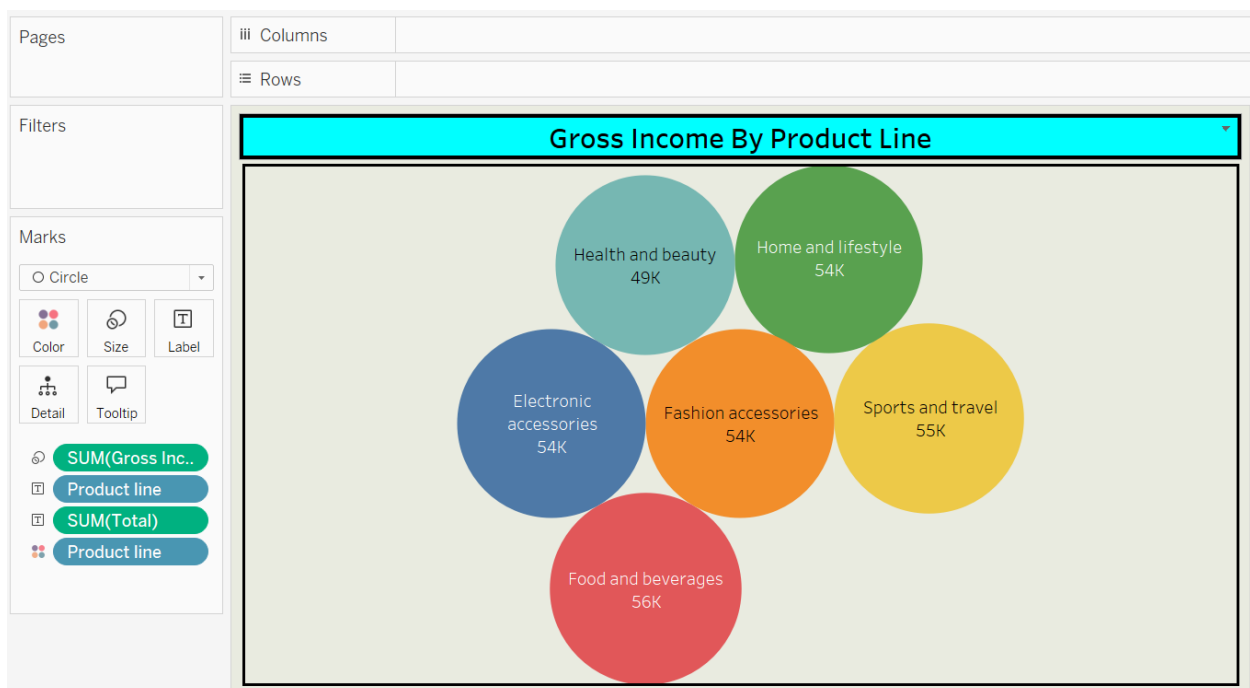 Pages
Columns
Rows
Filters
Gross Income By Product Line
Marks
Circle
Color
Size
Label
Detail
Tooltip
SUM(Gross Inc..
Product line
SUM(Total)
Product line
Health and beauty
49K
Home and lifestyle
54K
Electronic
accessories
54K
Fashion accessories
54K
Sports and travel
55K
Food and beverages
56K